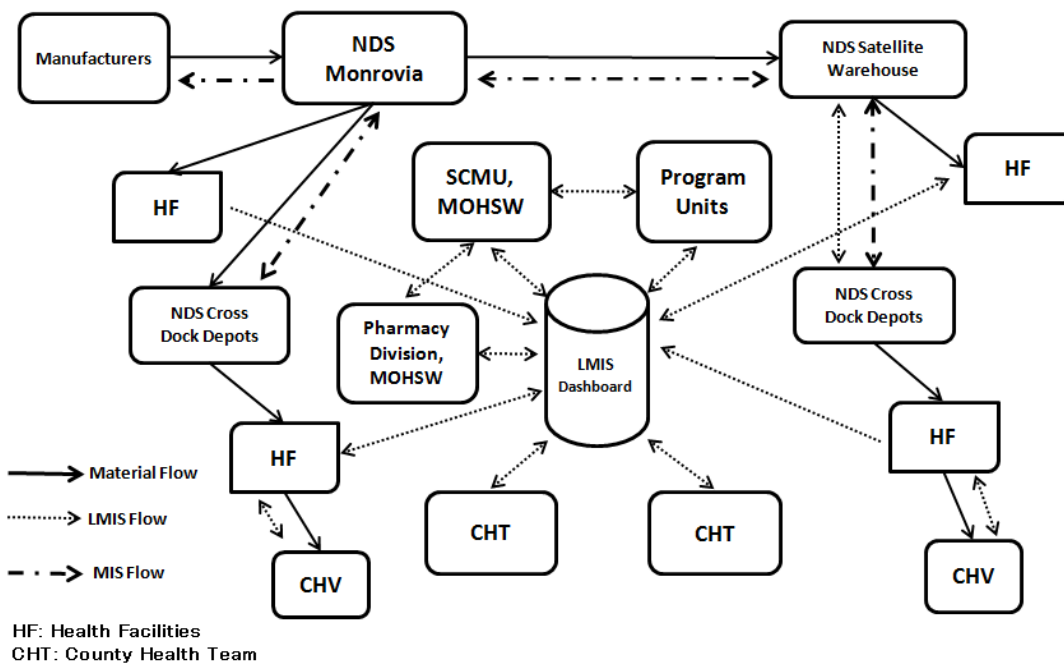 Manufacturers
NDS
Monrovia
NDS Satellite
Warehouse
HF
SCMU,
MOHSW
Program
Units
HF
NDS Cross
Dock Depots
Pharmacy
Division,
MOHSW
LMIS
Dashboard
NDS Cross
Dock Depots
HF
HF
CHT
CHT
CHV
CHV
Material Flow
LMIS Flow
MIS Flow
HF: Health Facilities
CHT: County Health Team